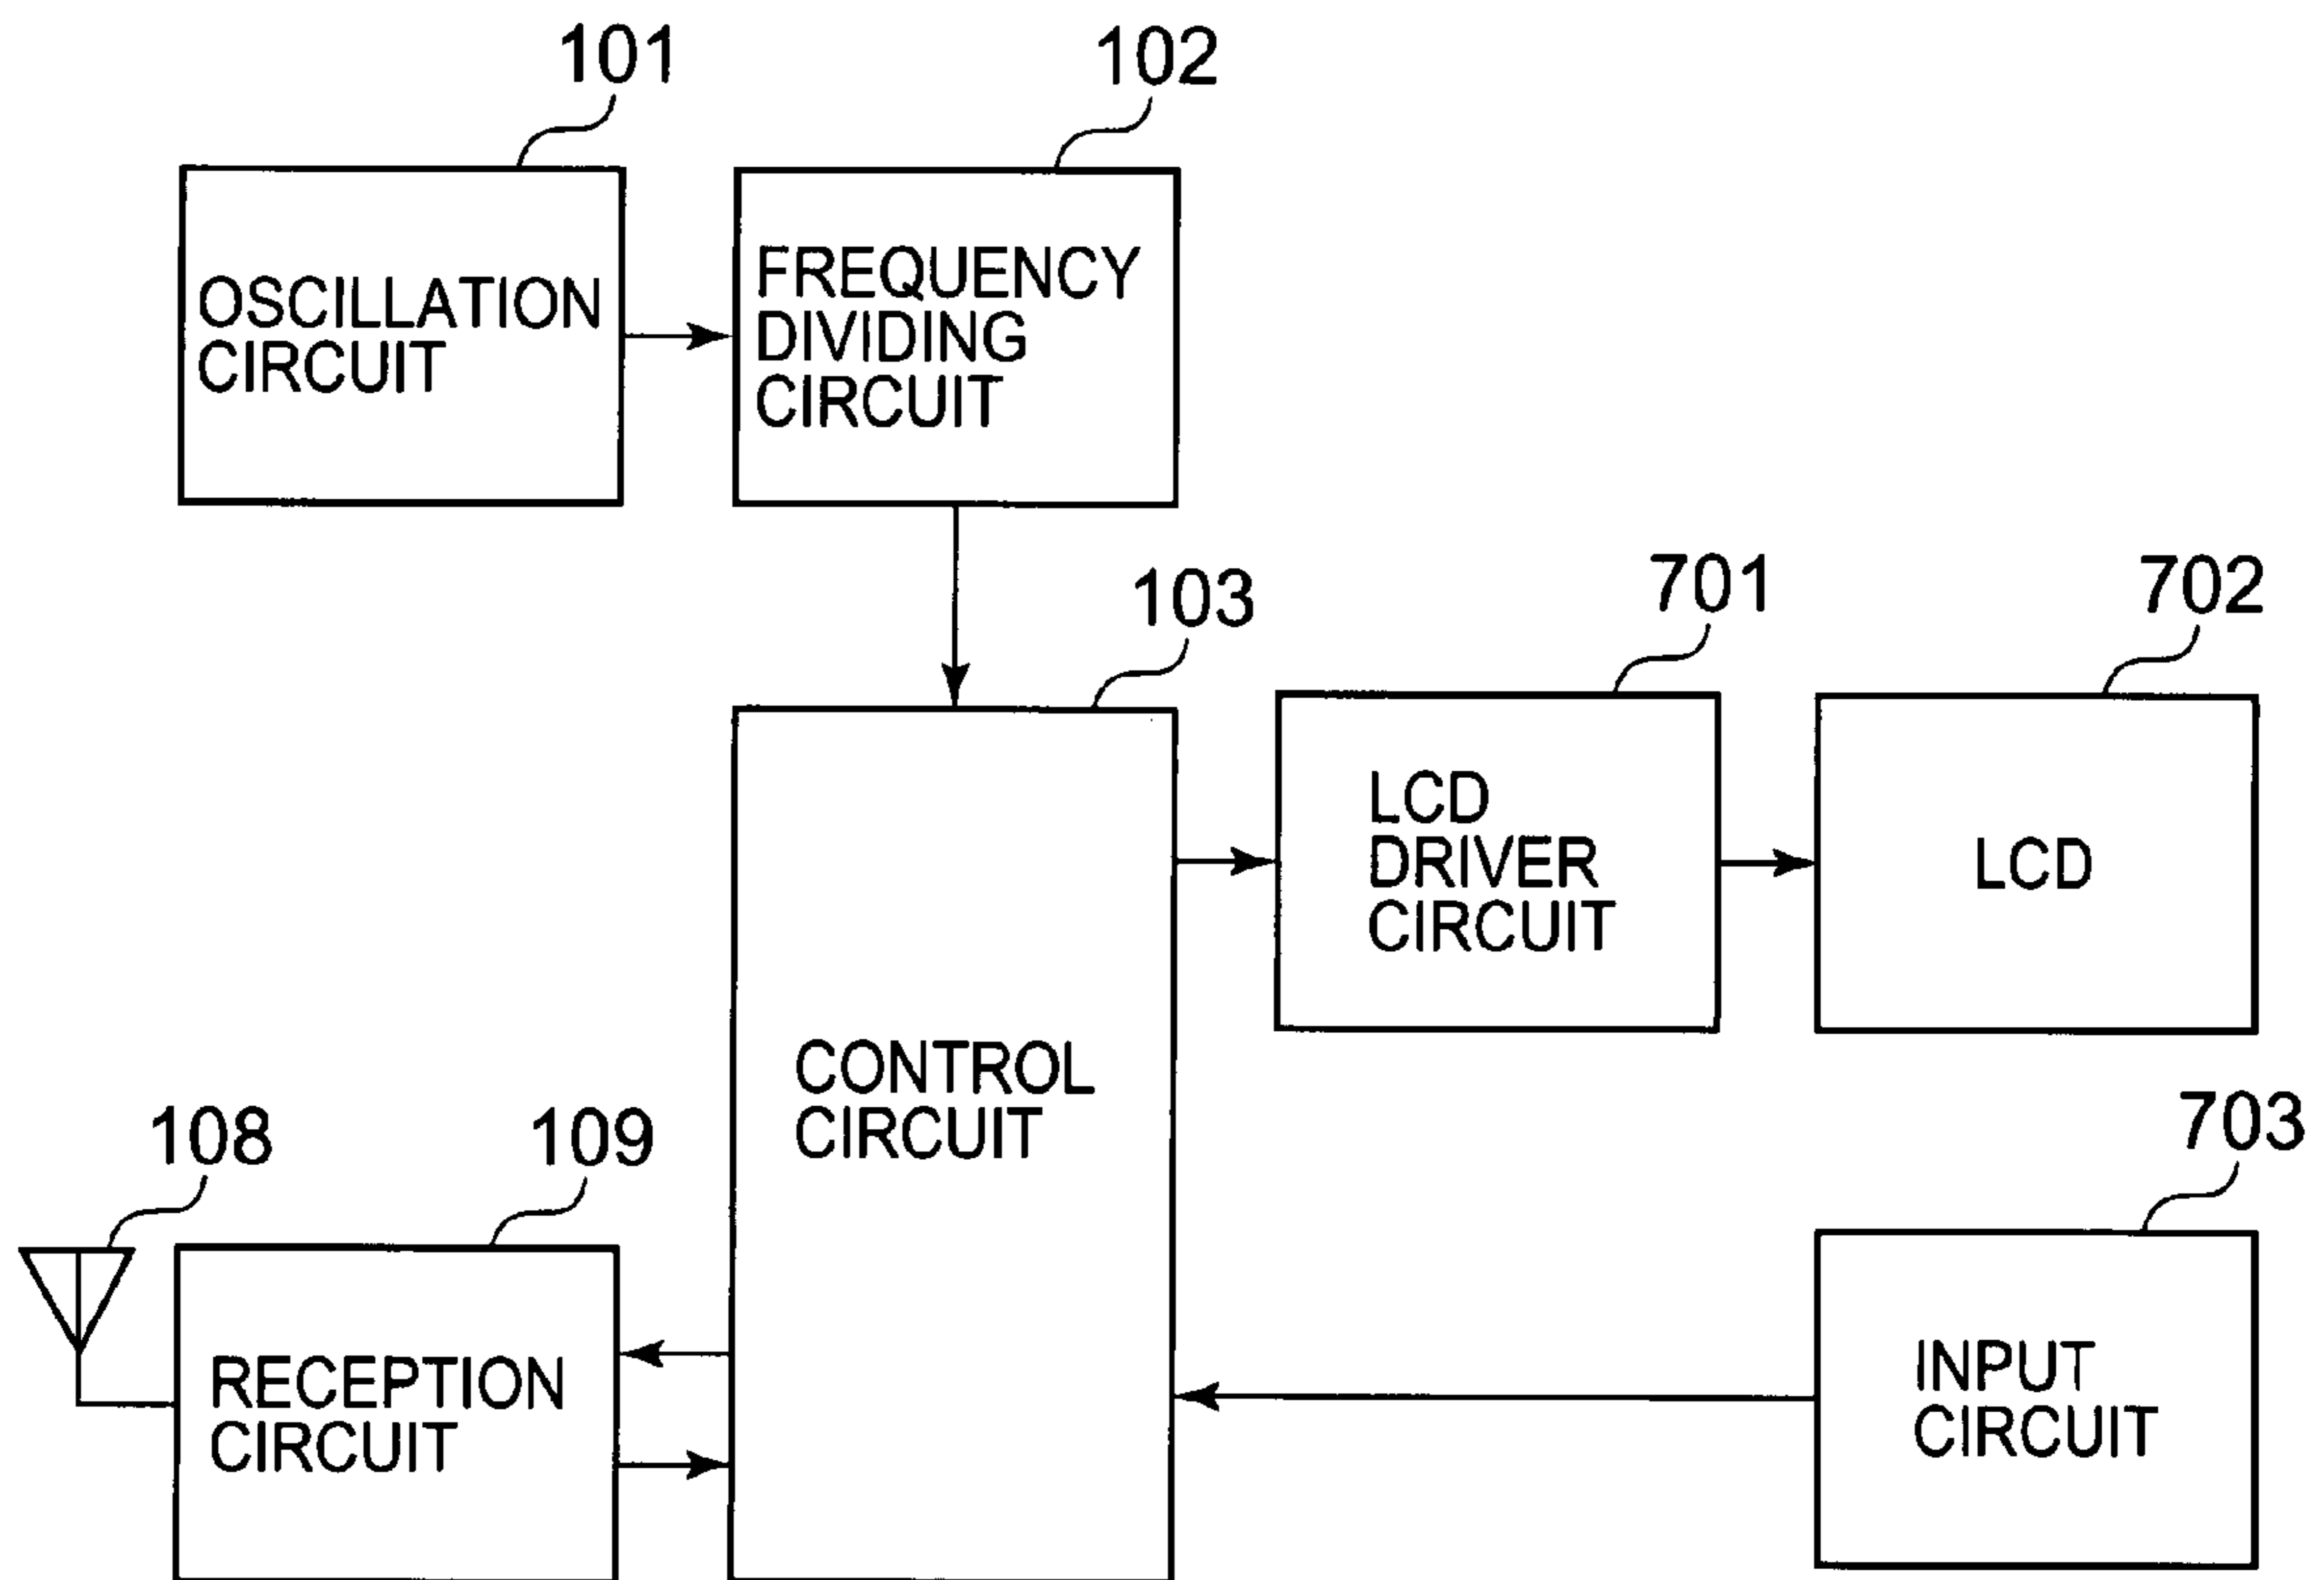 101
102
OSCILLATION
CIRCUIT
FREQUENCY
DIVIDING
CIRCUIT
103
701
702
LCD
DRIVER
CIRCUIT
LCD
CONTROL
CIRCUIT
108
109
703
RECEPTION
CIRCUIT
INPUT
CIRCUIT